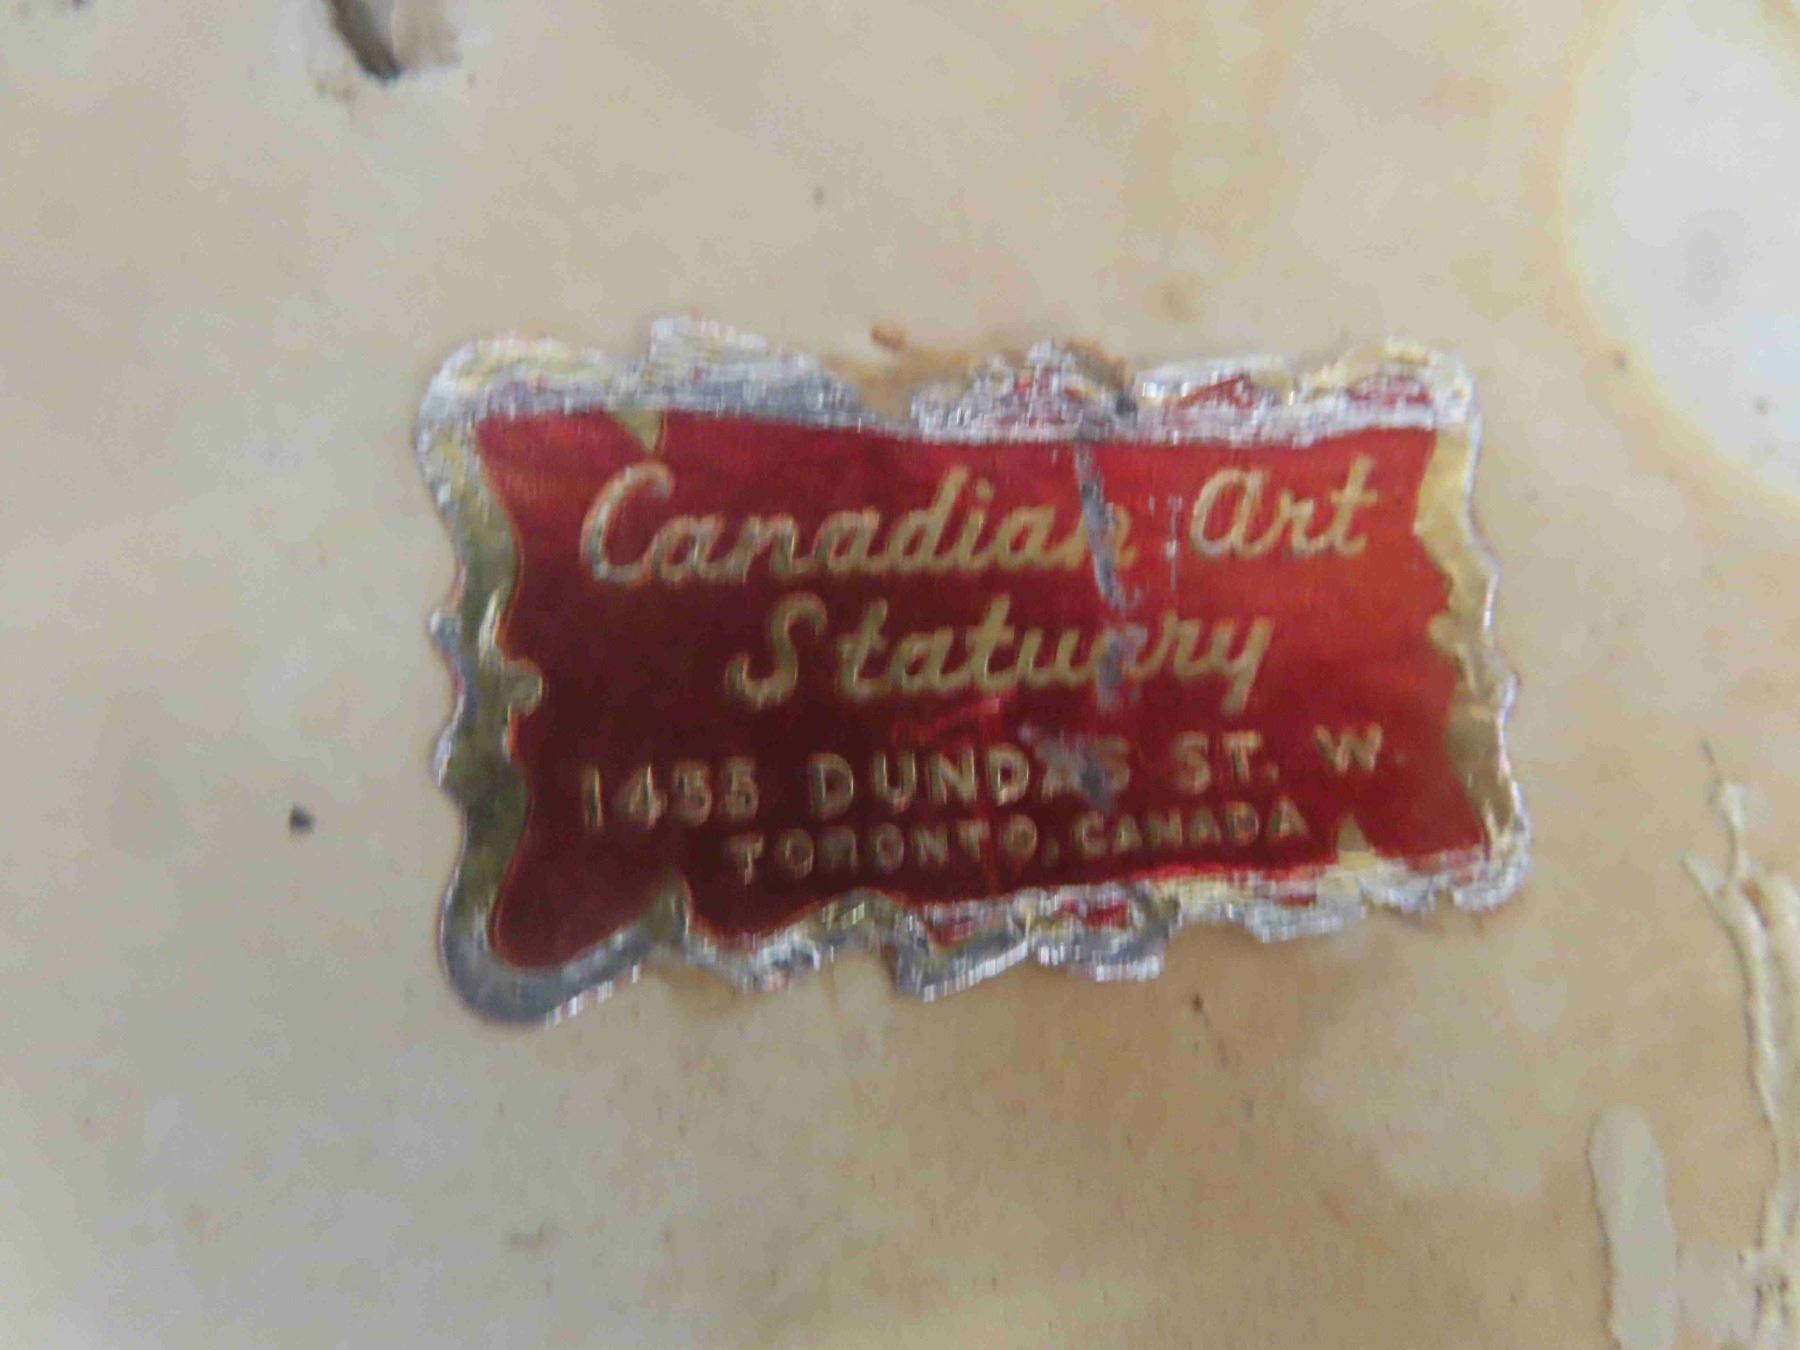 Canadian Art
Statuary
1455 DUNDAS ST. W.
TORONTO, CANADA